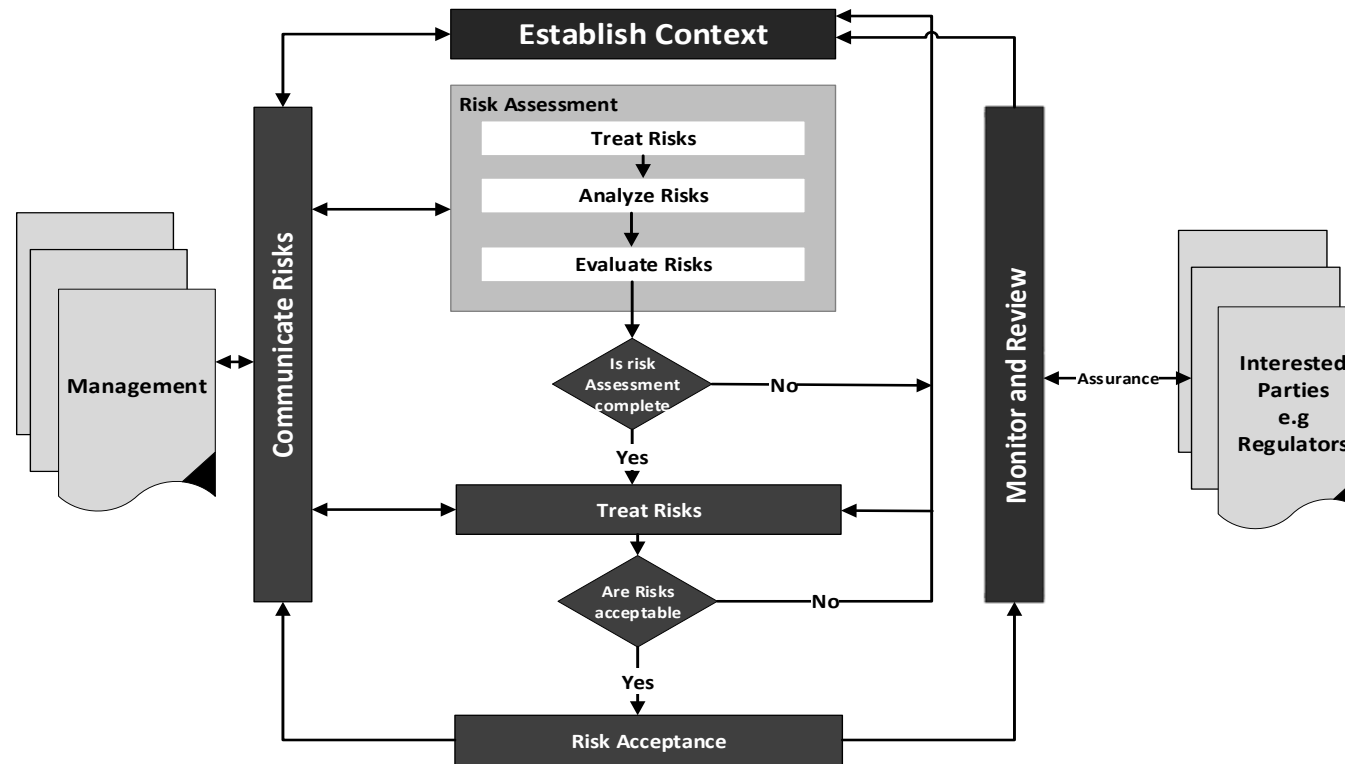 Establish Context
Risk Assessment
Treat Risks
Analyze Risks
Evaluate Risks
Communicate Risks
Management
Is risk
Assessment
complete
No
Yes
Treat Risks
Are Risks
acceptable
No
Yes
Risk Acceptance
Monitor and Review
Assurance
Interested
Parties
e.g
Regulators